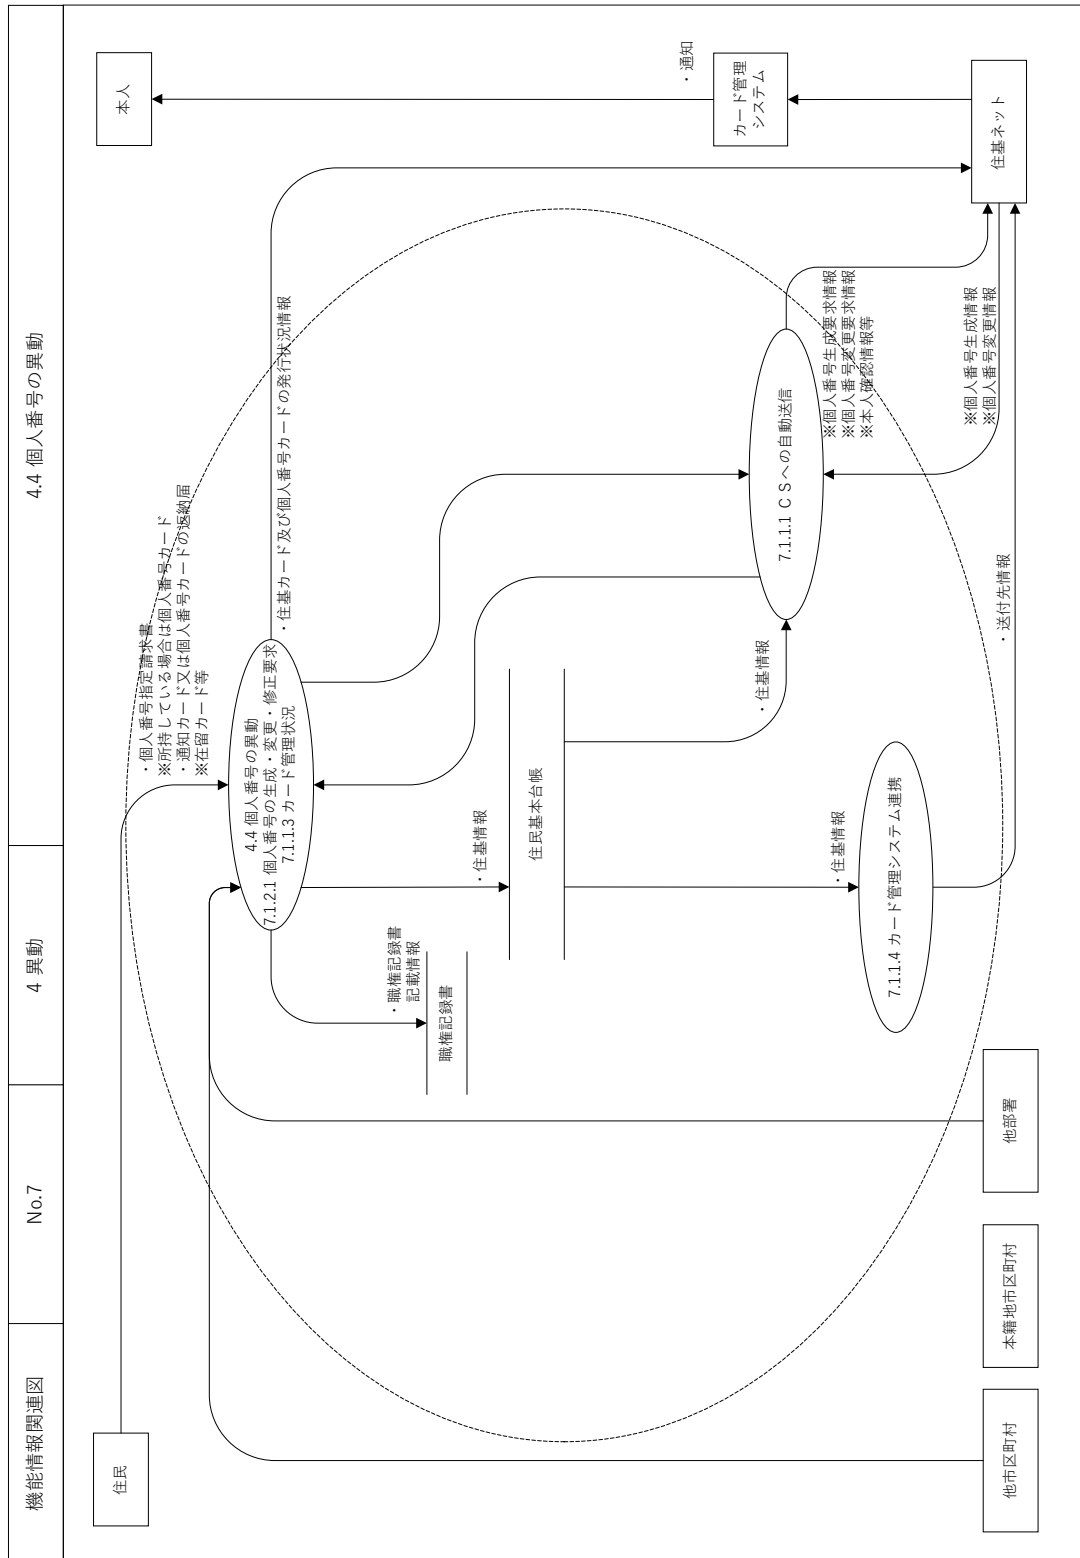 機能情報関連図
No.7
4 異動
4.4 個人番号の異動
住民
本人
・個人番号指定請求書
※所持している場合は個人番号カード
・通知カード又は個人番号カードの返納届
※在留カード等
4.4 個人番号の異動
7.1.2.1 個人番号の生成・変更・修正要求
7.1.1.3 カード管理状況
・住基カード及び個人番号カードの発行状況情報
・職権記録書
記載情報
職権記録書
・住基情報
住民基本台帳
・通知
カード管理
システム
・住基情報
7.1.1.1 ＣＳへの自動送信
※個人番号生成要求情報
※個人番号変更要求情報
※本人確認情報等
・住基情報
7.1.1.4 カード管理システム連携
※個人番号生成情報
※個人番号変更情報
・送付先情報
住基ネット
他市区町村
本籍地市区町村
他部署